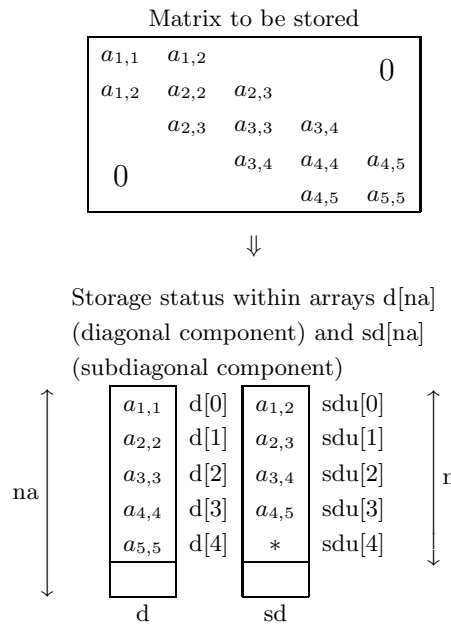 Matrix to be stored
a1,1 a1,2 0
a1,2 a2,2 a2,3
a2,3 a3,3 a3,4
0 a3,4 a4,4 a4,5
a4,5 a5,5
⇓
Storage status within arrays d[na]
(diagonal component) and sd[na]
(subdiagonal component)
a1,1 d[0] a1,2 sdu[0]
a2,2 d[1] a2,3 sdu[1]
a3,3 d[2] a3,4 sdu[2]
na a4,4 d[3] a4,5 sdu[3] n
a5,5 d[4] * sdu[4]
d sd